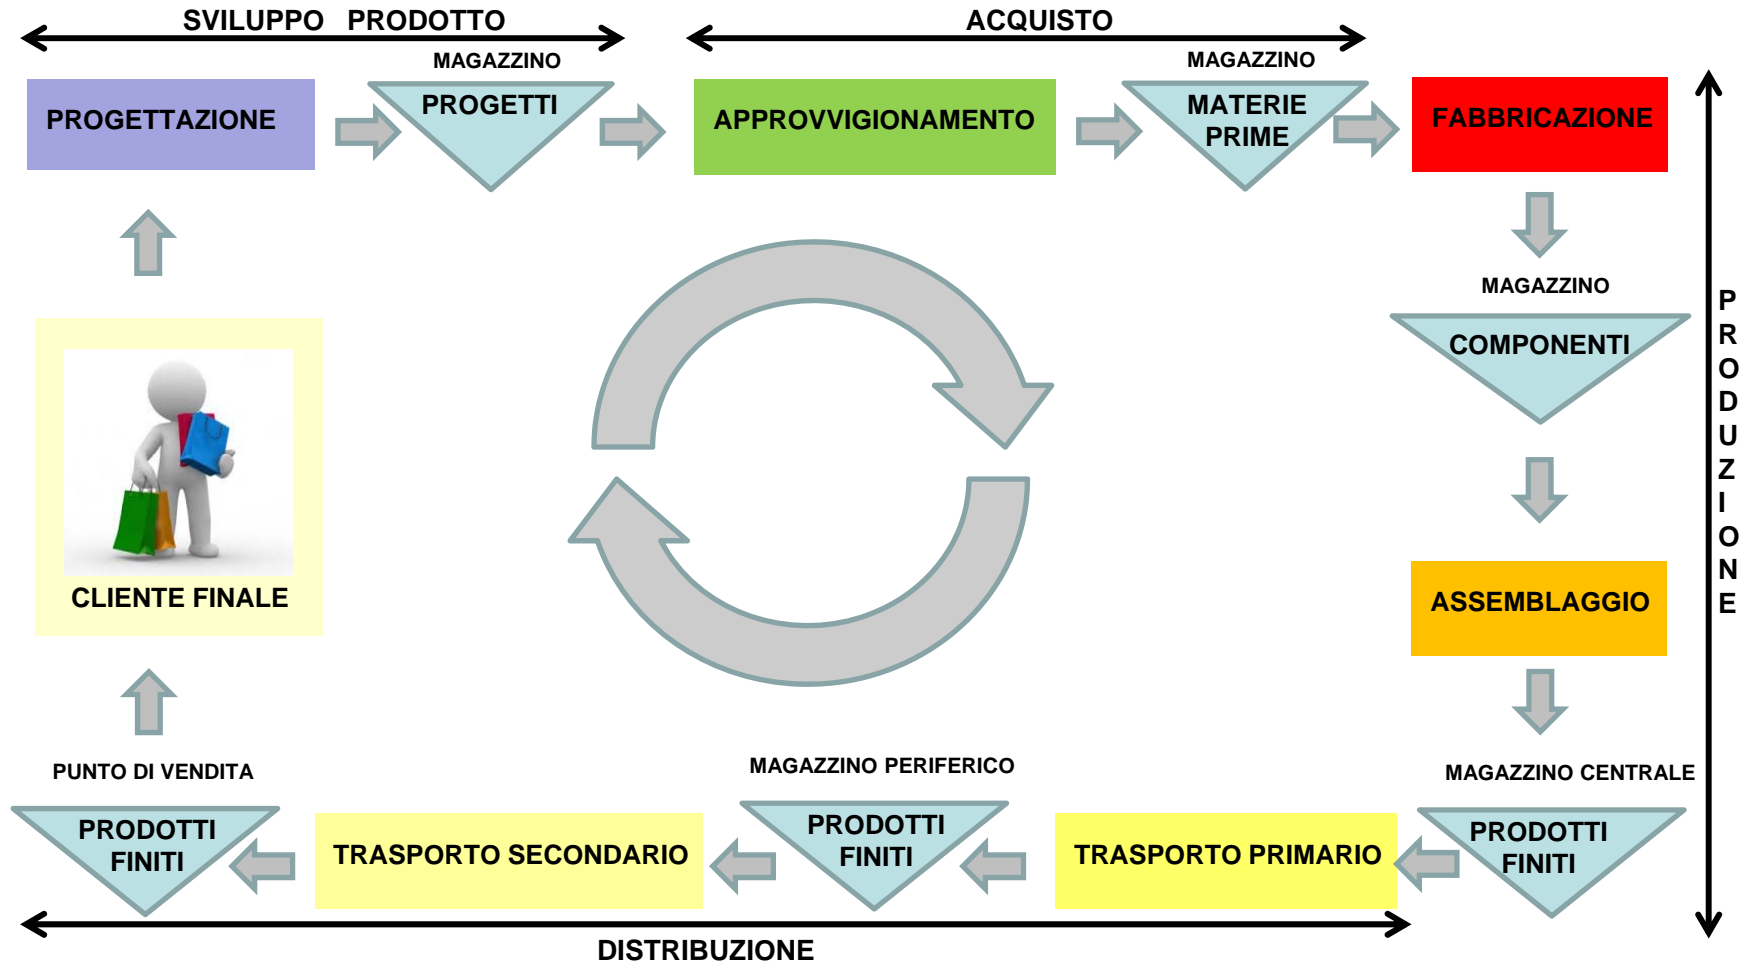 SVILUPPO PRODOTTO
ACQUISTO
MAGAZZINO
MAGAZZINO
PROGETTAZIONE
PROGETTI
APPROVVIGIONAMENTO
MATERIE
PRIME
FABBRICAZIONE
MAGAZZINO
COMPONENTI
PRODUZIONE
ASSEMBLAGGIO
CLIENTE FINALE
PUNTO DI VENDITA
MAGAZZINO PERIFERICO
MAGAZZINO CENTRALE
PRODOTTI
FINITI
TRASPORTO SECONDARIO
PRODOTTI
FINITI
TRASPORTO PRIMARIO
PRODOTTI
FINITI
DISTRIBUZIONE